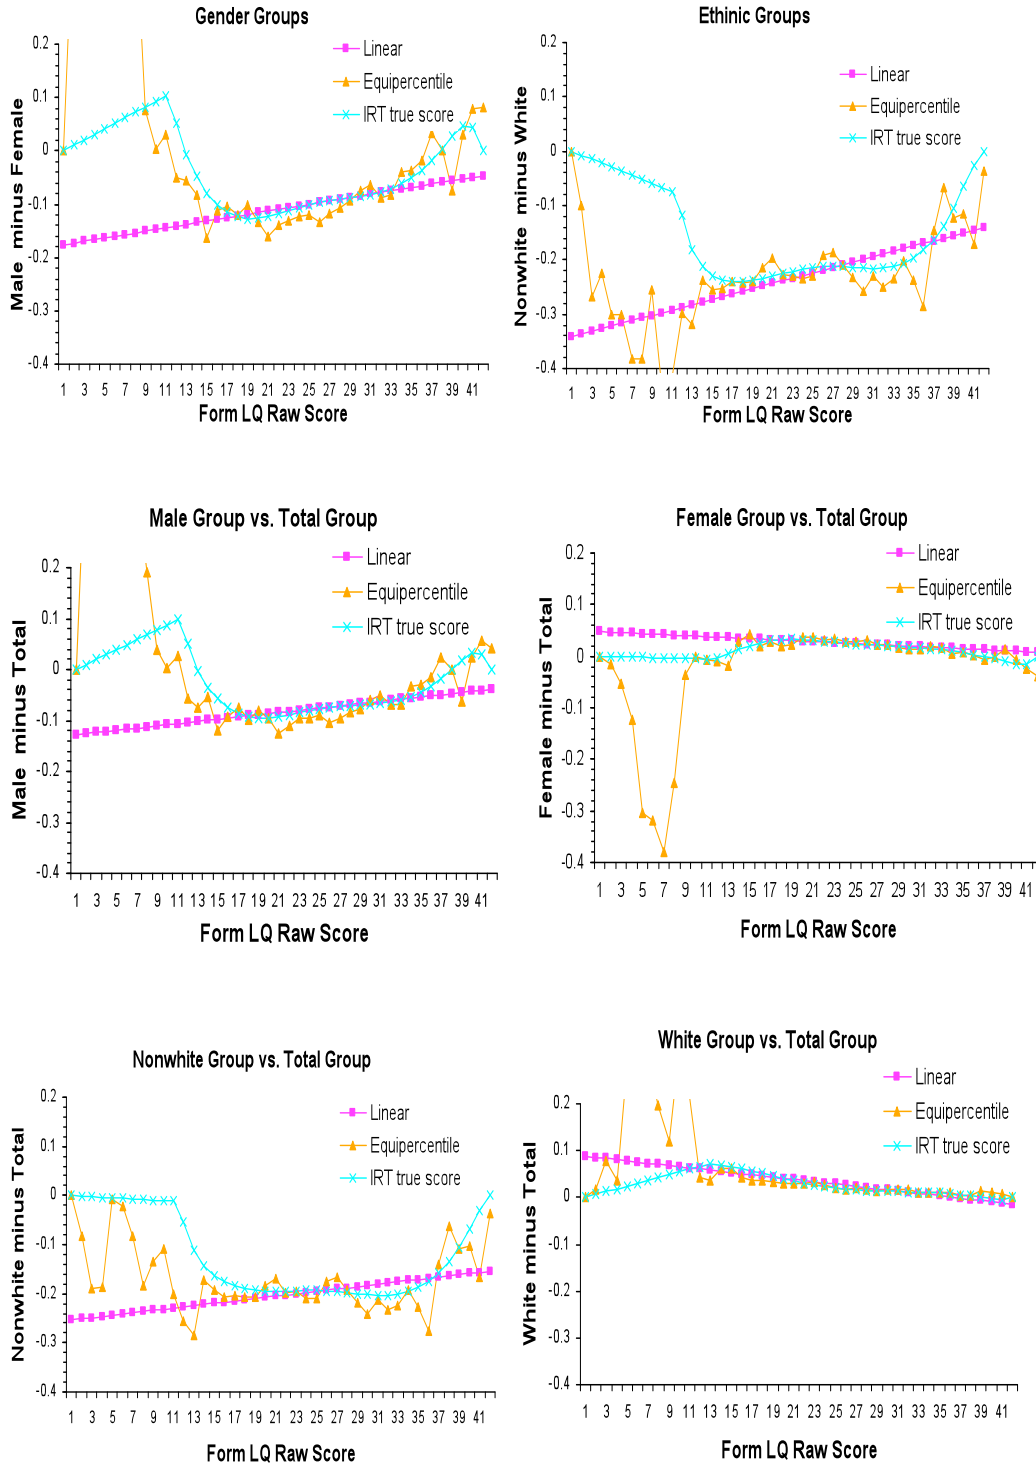 Gender Groups
Linear
Equipercentile
IRT true score
Male minus Female
0.2
0.1
0
-0.1
-0.2
-0.3
-0.4
1 3 5 7 9 11 13 15 17 19 21 23 25 27 29 31 33 35 37 39 41
Form LQ Raw Score
Ethinic Groups
Linear
Equipercentile
IRT true score
Nonwhite minus White
0.2
0.1
0
-0.1
-0.2
-0.3
-0.4
1 3 5 7 9 11 13 15 17 19 21 23 25 27 29 31 33 35 37 39 41
Form LQ Raw Score
Male Group vs. Total Group
Linear
Equipercentile
IRT true score
Male minus Total
0.2
0.1
0
-0.1
-0.2
-0.3
-0.4
1 3 5 7 9 11 13 15 17 19 21 23 25 27 29 31 33 35 37 39 41
Form LQ Raw Score
Female Group vs. Total Group
Linear
Equipercentile
IRT true score
Female minus Total
0.2
0.1
0
-0.1
-0.2
-0.3
-0.4
1 3 5 7 9 11 13 15 17 19 21 23 25 27 29 31 33 35 37 39 41
Form LQ Raw Score
Nonwhite Group vs. Total Group
Linear
Equipercentile
IRT true score
Nonwhite minus Total
0.2
0.1
0
-0.1
-0.2
-0.3
-0.4
1 3 5 7 9 11 13 15 17 19 21 23 25 27 29 31 33 35 37 39 41
Form LQ Raw Score
White Group vs. Total Group
Linear
Equipercentile
IRT true score
White minus Total
0.2
0.1
0
-0.1
-0.2
-0.3
-0.4
1 3 5 7 9 11 13 15 17 19 21 23 25 27 29 31 33 35 37 39 41
Form LQ Raw Score